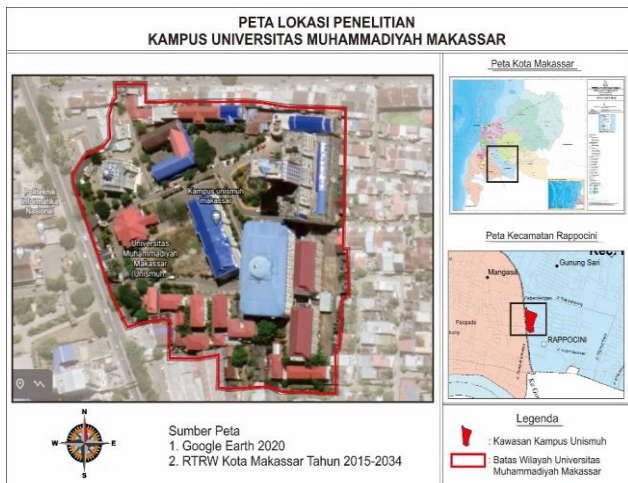 PETA LOKASI PENELITIAN
KAMPUS UNIVERSITAS MUHAMMADIYAH MAKASSAR
Politeknik
Informatika
Nasional
Kampus unismuh
makassar
Universitas
Muhammadiyah
Makassar
(Unismuh
Peta Kota Makassar
Peta Kecamatan Rappocini
Gunung Sari
Mangasa
RAPPOCINI
N
W
E
S
Sumber Peta
1. Google Earth 2020
2. RTRW Kota Makassar Tahun 2015-2034
Legenda
: Kawasan Kampus Unismuh
: Batas Wilayah Universitas
Muhammadiyah Makassar